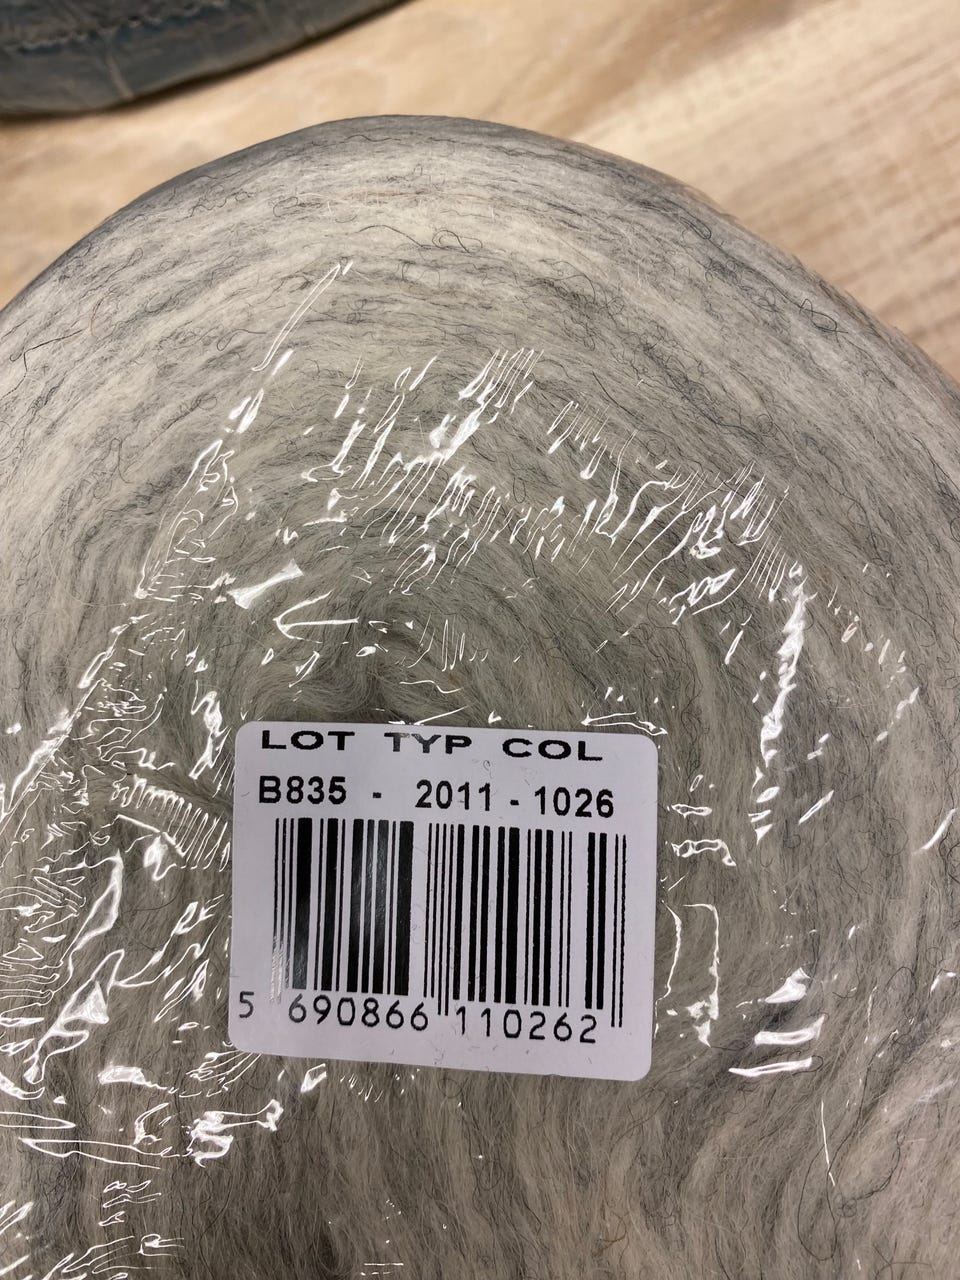 LOT TYP COL
B835 - 2011 - 1026
5 690866 110262